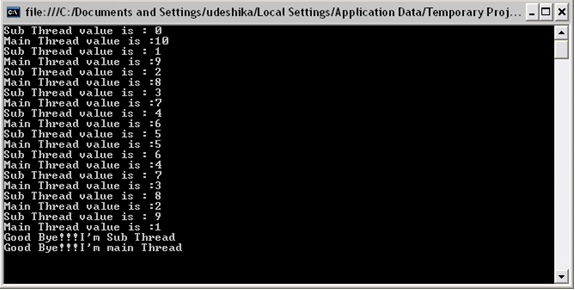 file:///C:/Documents and Settings/udeshika/Local Settings/Application Data/Temporary Proj...
Sub Thread value is : 0
Main Thread value is :10
Sub Thread value is : 1
Main Thread value is :9
Sub Thread value is : 2
Main Thread value is :8
Sub Thread value is : 3
Main Thread value is :7
Sub Thread value is : 4
Main Thread value is :6
Sub Thread value is : 5
Main Thread value is :5
Sub Thread value is : 6
Main Thread value is :4
Sub Thread value is : 7
Main Thread value is :3
Sub Thread value is : 8
Main Thread value is :2
Sub Thread value is : 9
Main Thread value is :1
Good Bye!!!I'm Sub Thread
Good Bye!!!I'm main Thread